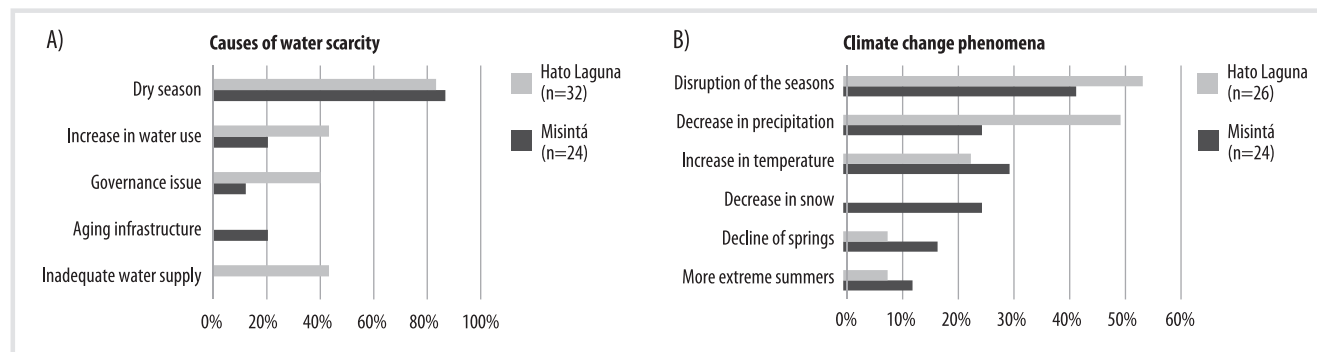 A)
Causes of water scarcity
Dry season
Increase in water use
Governance issue
Aging infrastructure
Inadequate water supply
0% 20% 40% 60% 80% 100%
Hato Laguna
(n=32)
Misintá
(n=24)
B)
Climate change phenomena
Disruption of the seasons
Decrease in precipitation
Increase in temperature
Decrease in snow
Decline of springs
More extreme summers
0% 10% 20% 30% 40% 50% 60%
Hato Laguna
(n=26)
Misintá
(n=24)